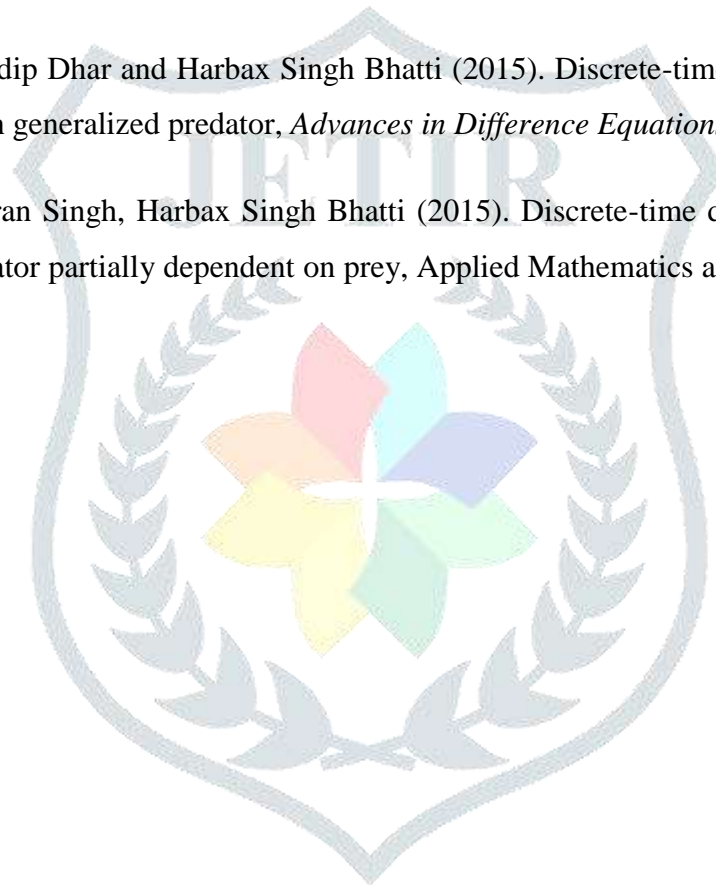 dip Dhar and Harbax Singh Bhatti (2015). Discrete-tim
generalized predator, Advances in Difference Equation
JETIR
ran Singh, Harbax Singh Bhatti (2015). Discrete-time
ator partially dependent on prey, Applied Mathematics a